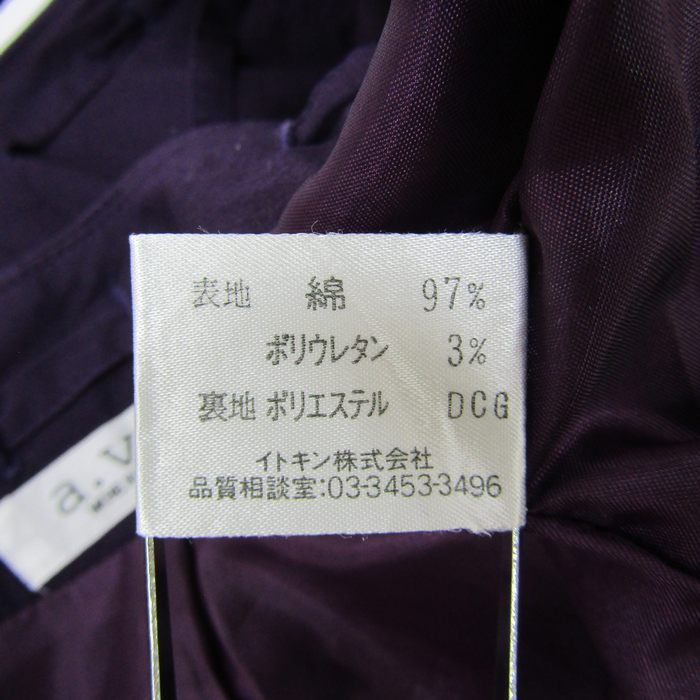 表地 綿 97%
ポリウレタン 3%
裏地 ポリエステル DCG
イトキン株式会社
品質相談室:03-3453-3496
a.v